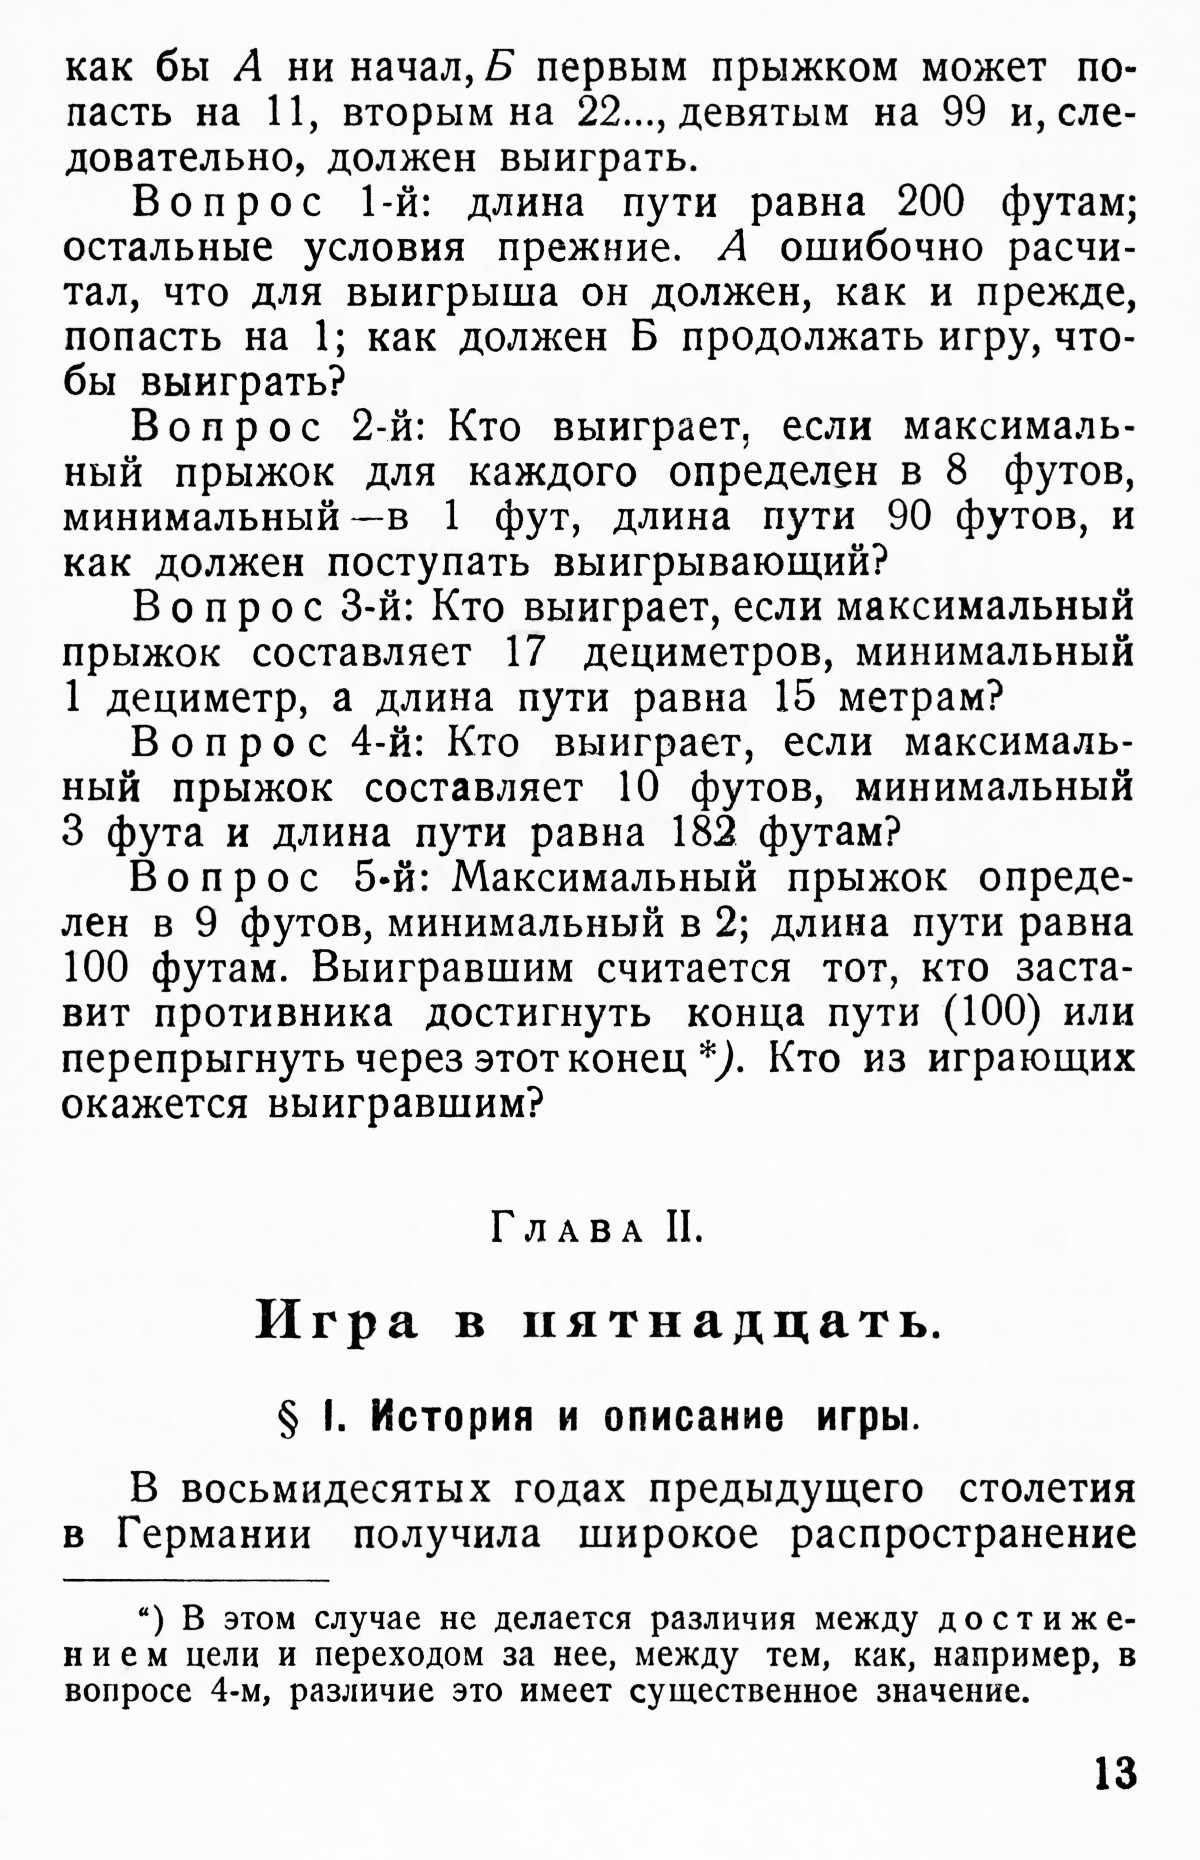 как бы А ни начал, Б первым прыжком может по-
пасть на 11, вторым на 22..., девятым на 99 и, сле-
довательно, должен выиграть.
Вопрос 1-й: длина пути равна 200 футам;
остальные условия прежние. А ошибочно расчи-
тал, что для выигрыша он должен, как и прежде,
попасть на 1; как должен Б продолжать игру, что-
бы выиграть?
Вопрос 2-й: Кто выиграет, если максималь-
ный прыжок для каждого определен в 8 футов,
минимальный—в 1 фут, длина пути 90 футов, и
как должен поступать выигрывающий?
Вопрос 3-й: Кто выиграет, если максимальный
прыжок составляет 17 дециметров, минимальный
1 дециметр, а длина пути равна 15 метрам?
Вопрос 4-й: Кто выиграет, если максималь-
ный прыжок составляет 10 футов, минимальный
3 фута и длина пути равна 182 футам?
Вопрос 5-й: Максимальный прыжок опреде-
лен в 9 футов, минимальный в 2; длина пути равна
100 футам. Выигравшим считается тот, кто заста-
вит противника достигнуть конца пути (100) или
перепрыгнуть через этот конец *). Кто из играющих
окажется выигравшим?
Глава II.
Игра в пятнадцать.
§ I. История и описание игры.
В восьмидесятых годах предыдущего столетия
в Германии получила широкое распространение
“) В этом случае не делается различия между достиже-
нием цели и переходом за нее, между тем, как, например, в
вопросе 4-м, различие это имеет существенное значение.
13